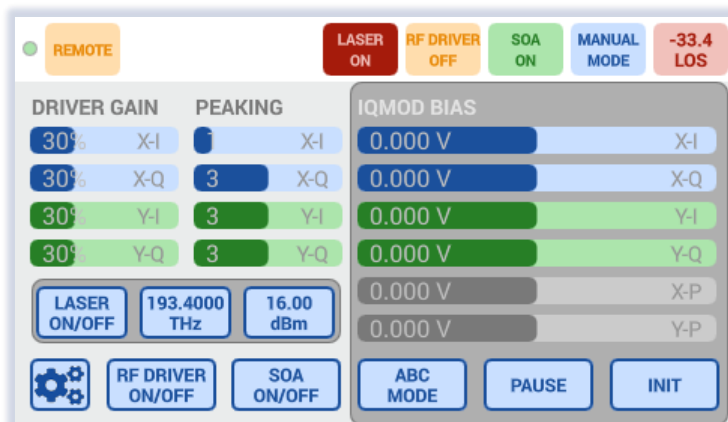 REMOTE
LASER ON
RF DRIVER OFF
SOA ON
MANUAL MODE
-33.4 LOS
DRIVER GAIN PEAKING IQMOD BIAS
30% X-I 1 X-I 0.000 V X-I
30% X-Q 3 X-Q 0.000 V X-Q
30% Y-I 3 Y-I 0.000 V Y-I
30% Y-Q 3 Y-Q 0.000 V Y-Q
0.000 V X-P
0.000 V Y-P
LASER ON/OFF
193.4000 THz
16.00 dBm
RF DRIVER ON/OFF
SOA ON/OFF
ABC MODE
PAUSE
INIT